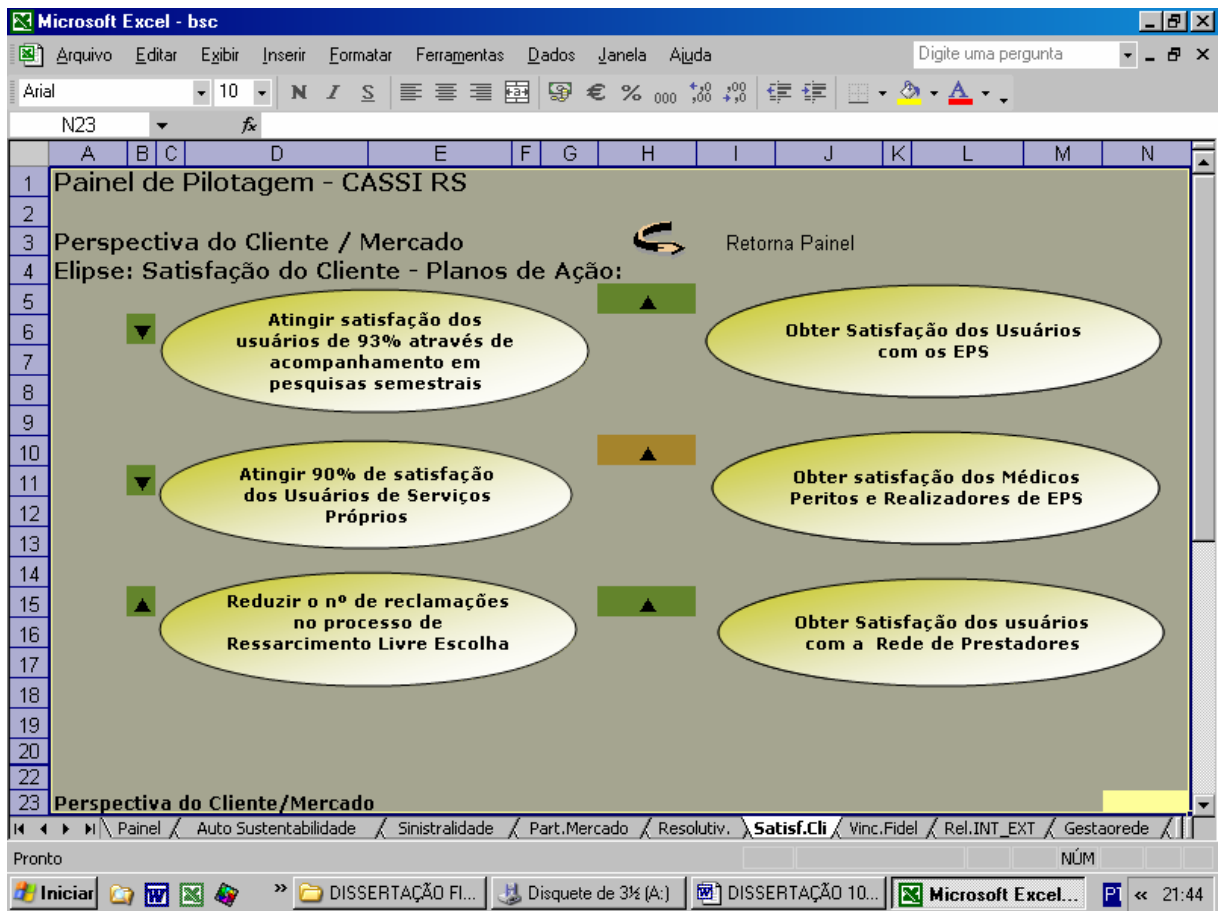 Microsoft Excel - bsc
Arquivo Editar Exibir Inserir Formatar Ferramentas Dados Janela Ajuda Digite uma pergunta
Arial 10 N I S € % 000 ,00 ,0 ,00 A
N23 fx
A B C D E F G H I J K L M N
1 Painel de Pilotagem - CASSI RS
2
3 Perspectiva do Cliente / Mercado Retorna Painel
4 Elipse: Satisfação do Cliente - Planos de Ação:
5
6
7
8
Atingir satisfação dos
usuários de 93% através de
acompanhamento em
pesquisas semestrais
Obter Satisfação dos Usuários
com os EPS
9
10
11
12
13
Atingir 90% de satisfação
dos Usuários de Serviços
Próprios
Obter satisfação dos Médicos
Peritos e Realizadores de EPS
14
15
16
17
Reduzir o nº de reclamações
no processo de
Ressarcimento Livre Escolha
Obter Satisfação dos usuários
com a Rede de Prestadores
18
19
20
22
23 Perspectiva do Cliente/Mercado
Painel Auto Sustentabilidade Sinistralidade Part.Mercado Resolutiv. Satisf.Cli Vinc.Fidel Rel.INT_EXT Gestaorede
Pronto NÚM
Iniciar » DISSERTAÇÃO FI... Disquete de 3½ (A:) DISSERTAÇÃO 10... Microsoft Excel... PT « 21:44